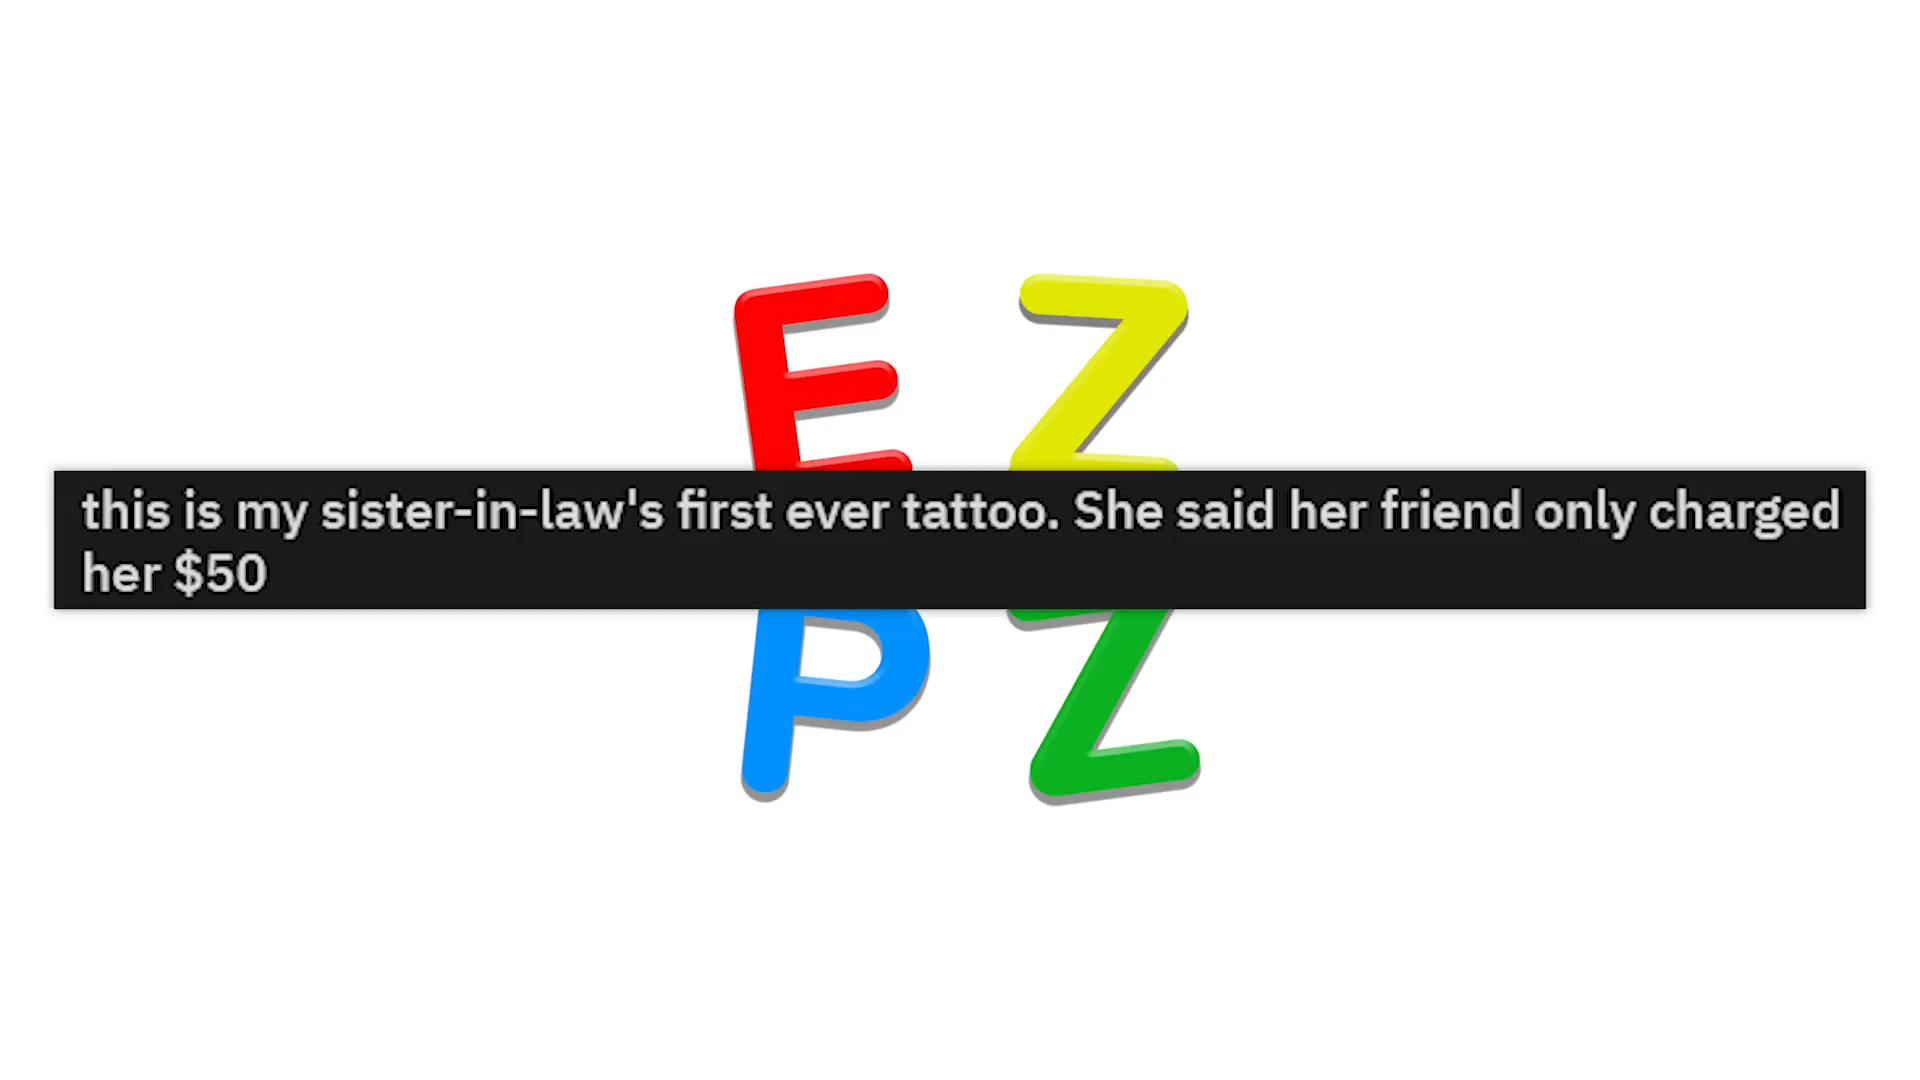 E Z
this is my sister-in-law's first ever tattoo. She said her friend only charged
her $50
P Z